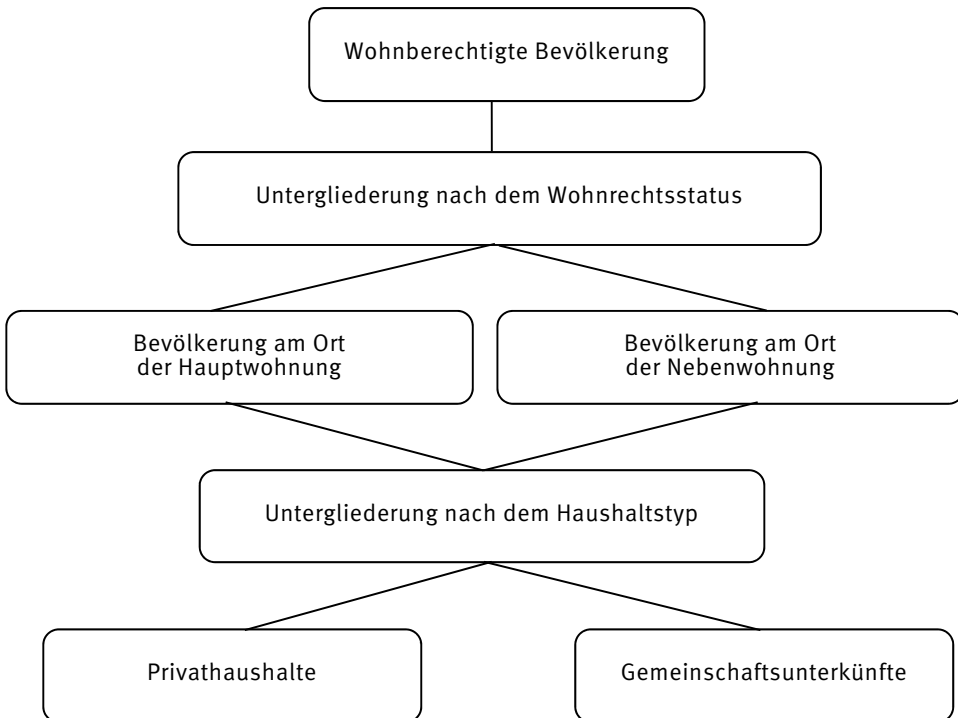 Wohnberechtigte Bevölkerung
Untergliederung nach dem Wohnrechtsstatus
Bevölkerung am Ort
der Hauptwohnung
Bevölkerung am Ort
der Nebenwohnung
Untergliederung nach dem Haushaltstyp
Privathaushalte
Gemeinschaftsunterkünfte